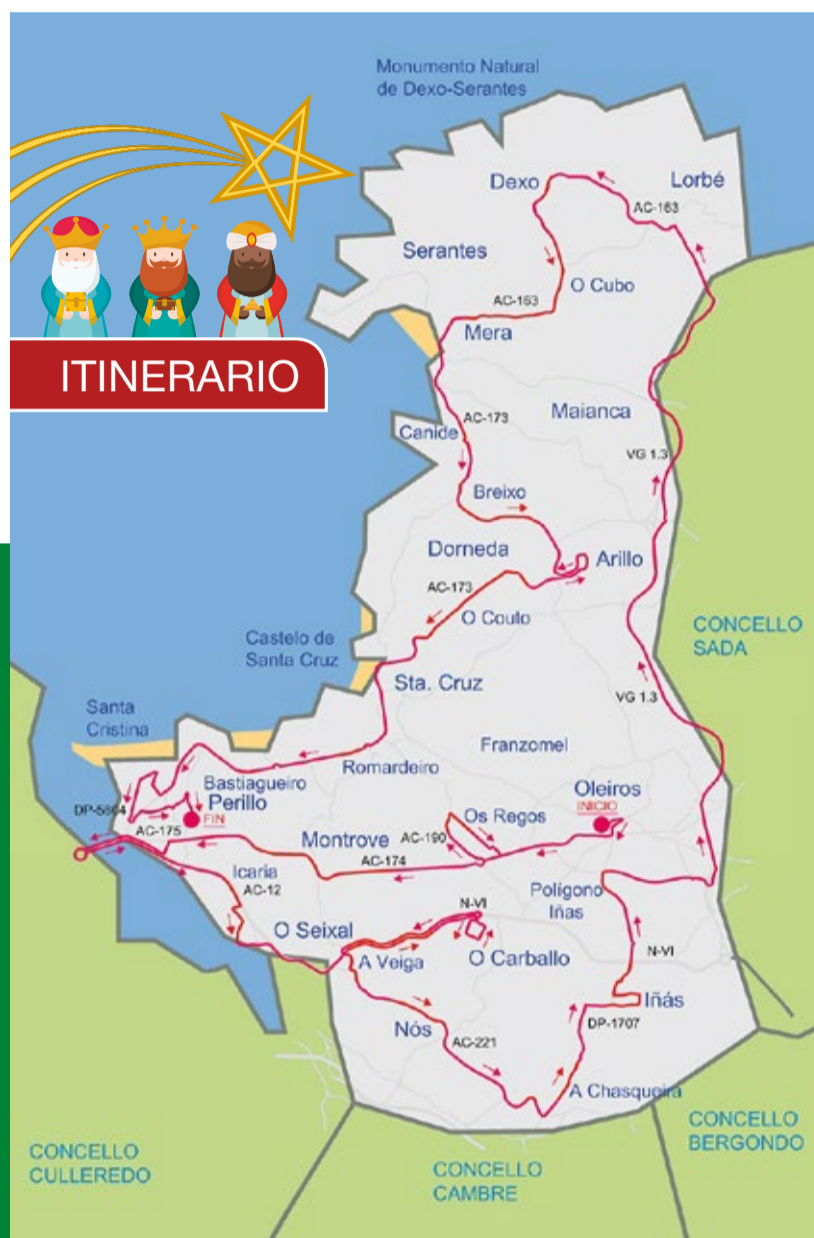 Monumento Natural
de Dexo-Serantes
Dexo
Lorbé
AC-163
Serantes
O Cubo
AC-163
Mera
ITINERARIO
Maianca
AC-173
Canide
VG 1.3
Breixo
Dorneda
Arillo
AC-173
O Couto
CONCELLO
SADA
Castelo de
Santa Cruz
Sta. Cruz
VG 1.3
Santa
Cristina
Franzomel
Romardeiro
Bastiagueiro
Oleiros
INICIO
Perillo
DP-5804
FIN
Os Regos
AC-175
AC-190
Montrove
AC-174
Icaria
AC-12
Polígono
Iñas
N-VI
O Seixal
A Veiga
O Carballo
N-VI
Iñás
Nós
DP-1707
AC-221
A Chasqueira
CONCELLO
BERGONDO
CONCELLO
CULLEREDO
CONCELLO
CAMBRE